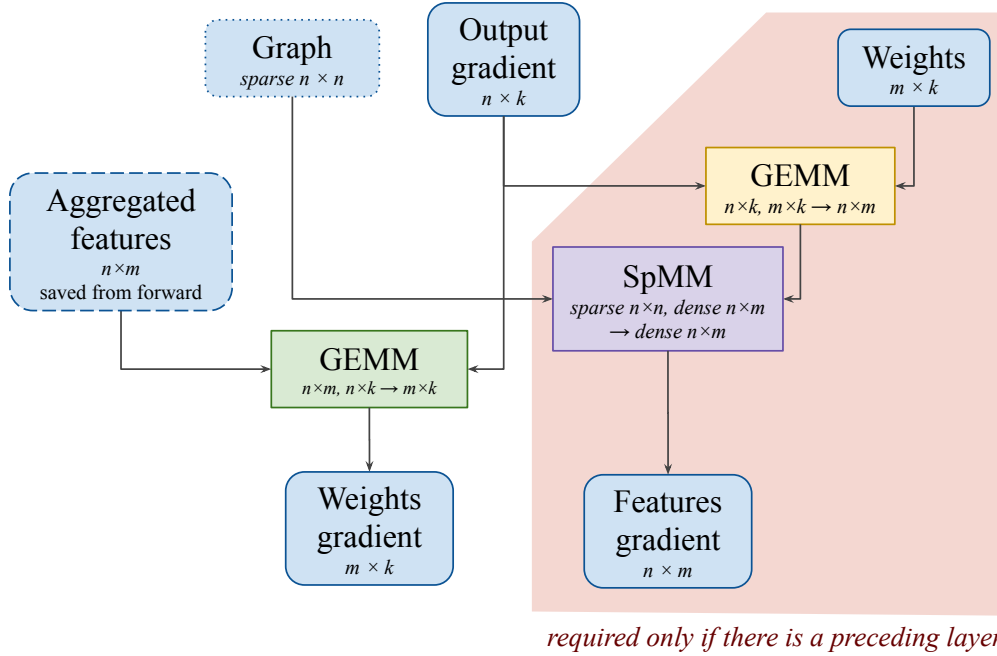 Graph
sparse n × n
Output
gradient
n × k
Weights
m × k
GEMM
n×k, m×k → n×m
Aggregated
features
n×m
saved from forward
SpMM
sparse n×n, dense n×m
→ dense n×m
GEMM
n×m, n×k → m×k
Weights
gradient
m × k
Features
gradient
n × m
required only if there is a preceding layer